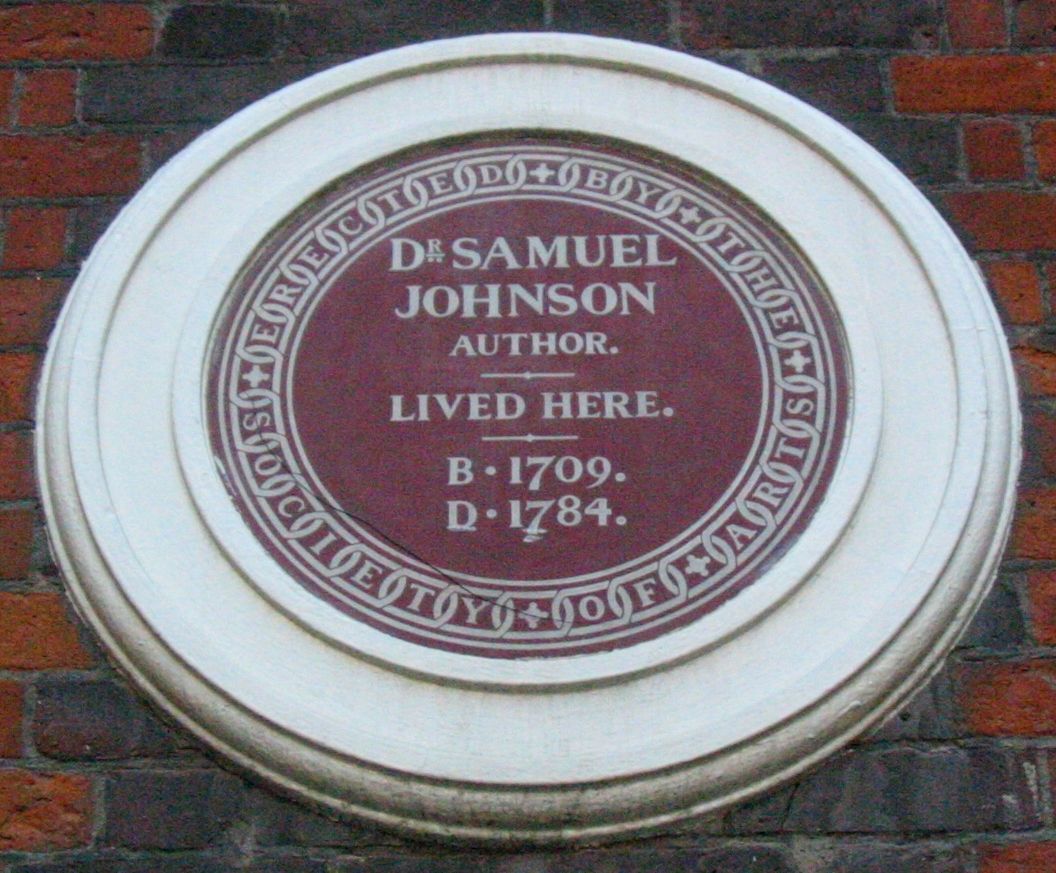 ERECTED BY THE SOCIETY OF ARTS
DR SAMUEL
JOHNSON
AUTHOR.
LIVED HERE.
B·1709.
D·1784.